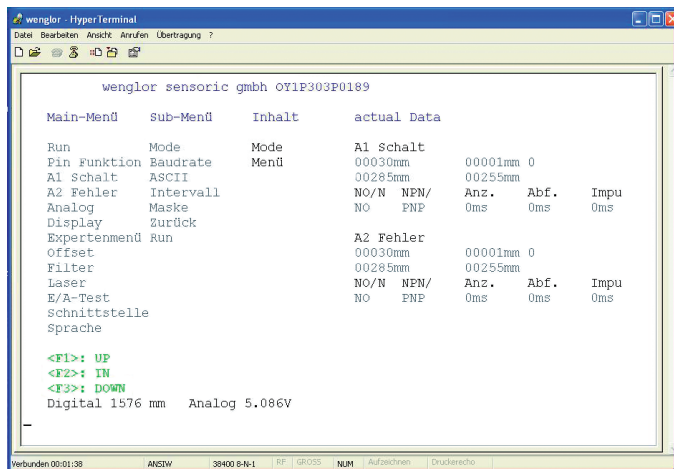 wenglor - HyperTerminal
Datei Bearbeiten Ansicht Anrufen Übertragung ?
wenglor sensoric gmbh OY1P303P0189
Main-Menü Sub-Menü Inhalt actual Data
Run Mode Mode A1 Schalt
Pin Funktion Baudrate Menü 00030mm 00001mm 0
A1 Schalt ASCII 00285mm 00255mm
A2 Fehler Intervall NO/N NPN/ Anz. Abf. Impu
Analog Maske NO PNP 0ms 0ms 0ms
Display Zurück
Expertenmenü Run A2 Fehler
Offset 00030mm 00001mm 0
Filter 00285mm 00255mm
Laser NO/N NPN/ Anz. Abf. Impu
E/A-Test NO PNP 0ms 0ms 0ms
Schnittstelle
Sprache
<F1>: UP
<F2>: IN
<F3>: DOWN
Digital 1576 mm Analog 5.086V
Verbunden 00:01:38 ANSIW 38400 8-N-1 RF GROSS NUM Aufzeichnen Druckerecho